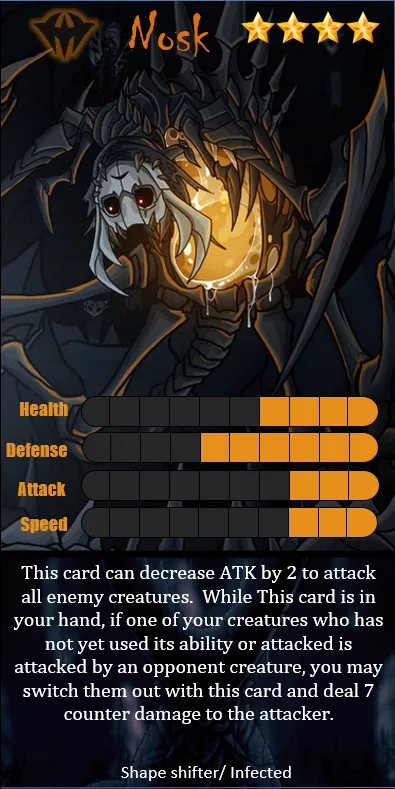 Nosk
Health
Defense
Attack
Speed
This card can decrease ATK by 2 to attack
all enemy creatures.  While This card is in
your hand, if one of your creatures who has
not yet used its ability or attacked is
attacked by an opponent creature, you may
switch them out with this card and deal 7
counter damage to the attacker.
Shape shifter/ Infected